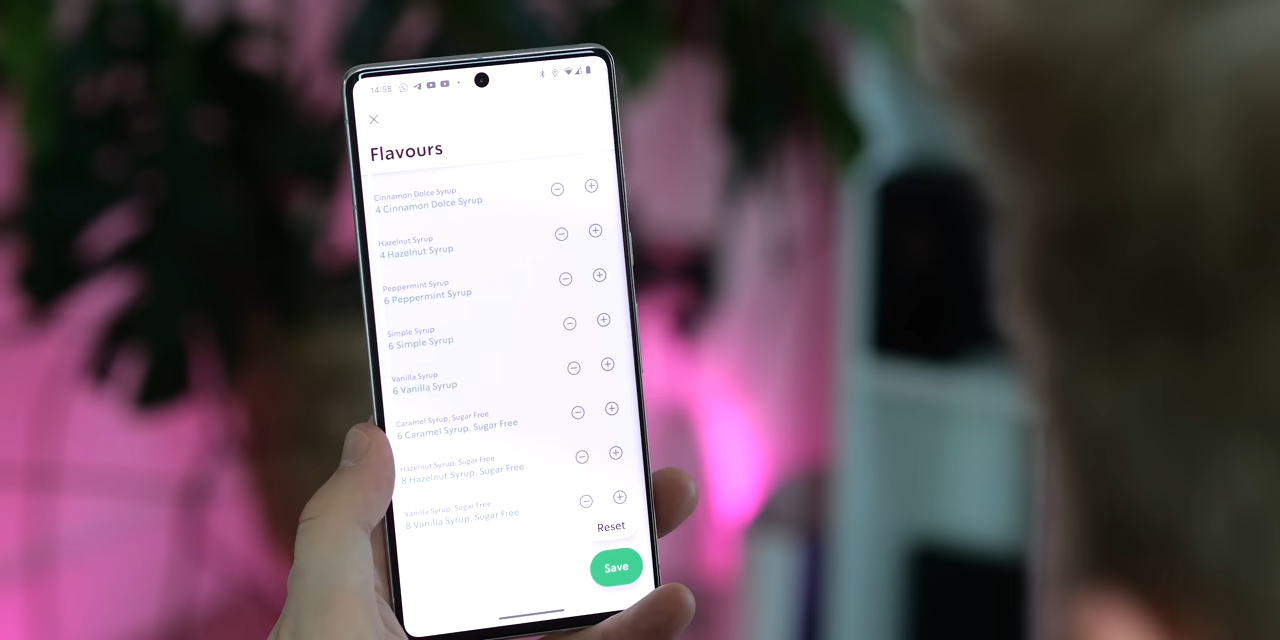 14:58
Flavours
Cinnamon Dolce Syrup
4 Cinnamon Dolce Syrup
Hazelnut Syrup
4 Hazelnut Syrup
Peppermint Syrup
6 Peppermint Syrup
Simple Syrup
6 Simple Syrup
Vanilla Syrup
6 Vanilla Syrup
Caramel Syrup, Sugar Free
6 Caramel Syrup, Sugar Free
Hazelnut Syrup, Sugar Free
8 Hazelnut Syrup, Sugar Free
Vanilla Syrup, Sugar Free
8 Vanilla Syrup, Sugar Free
Reset
Save